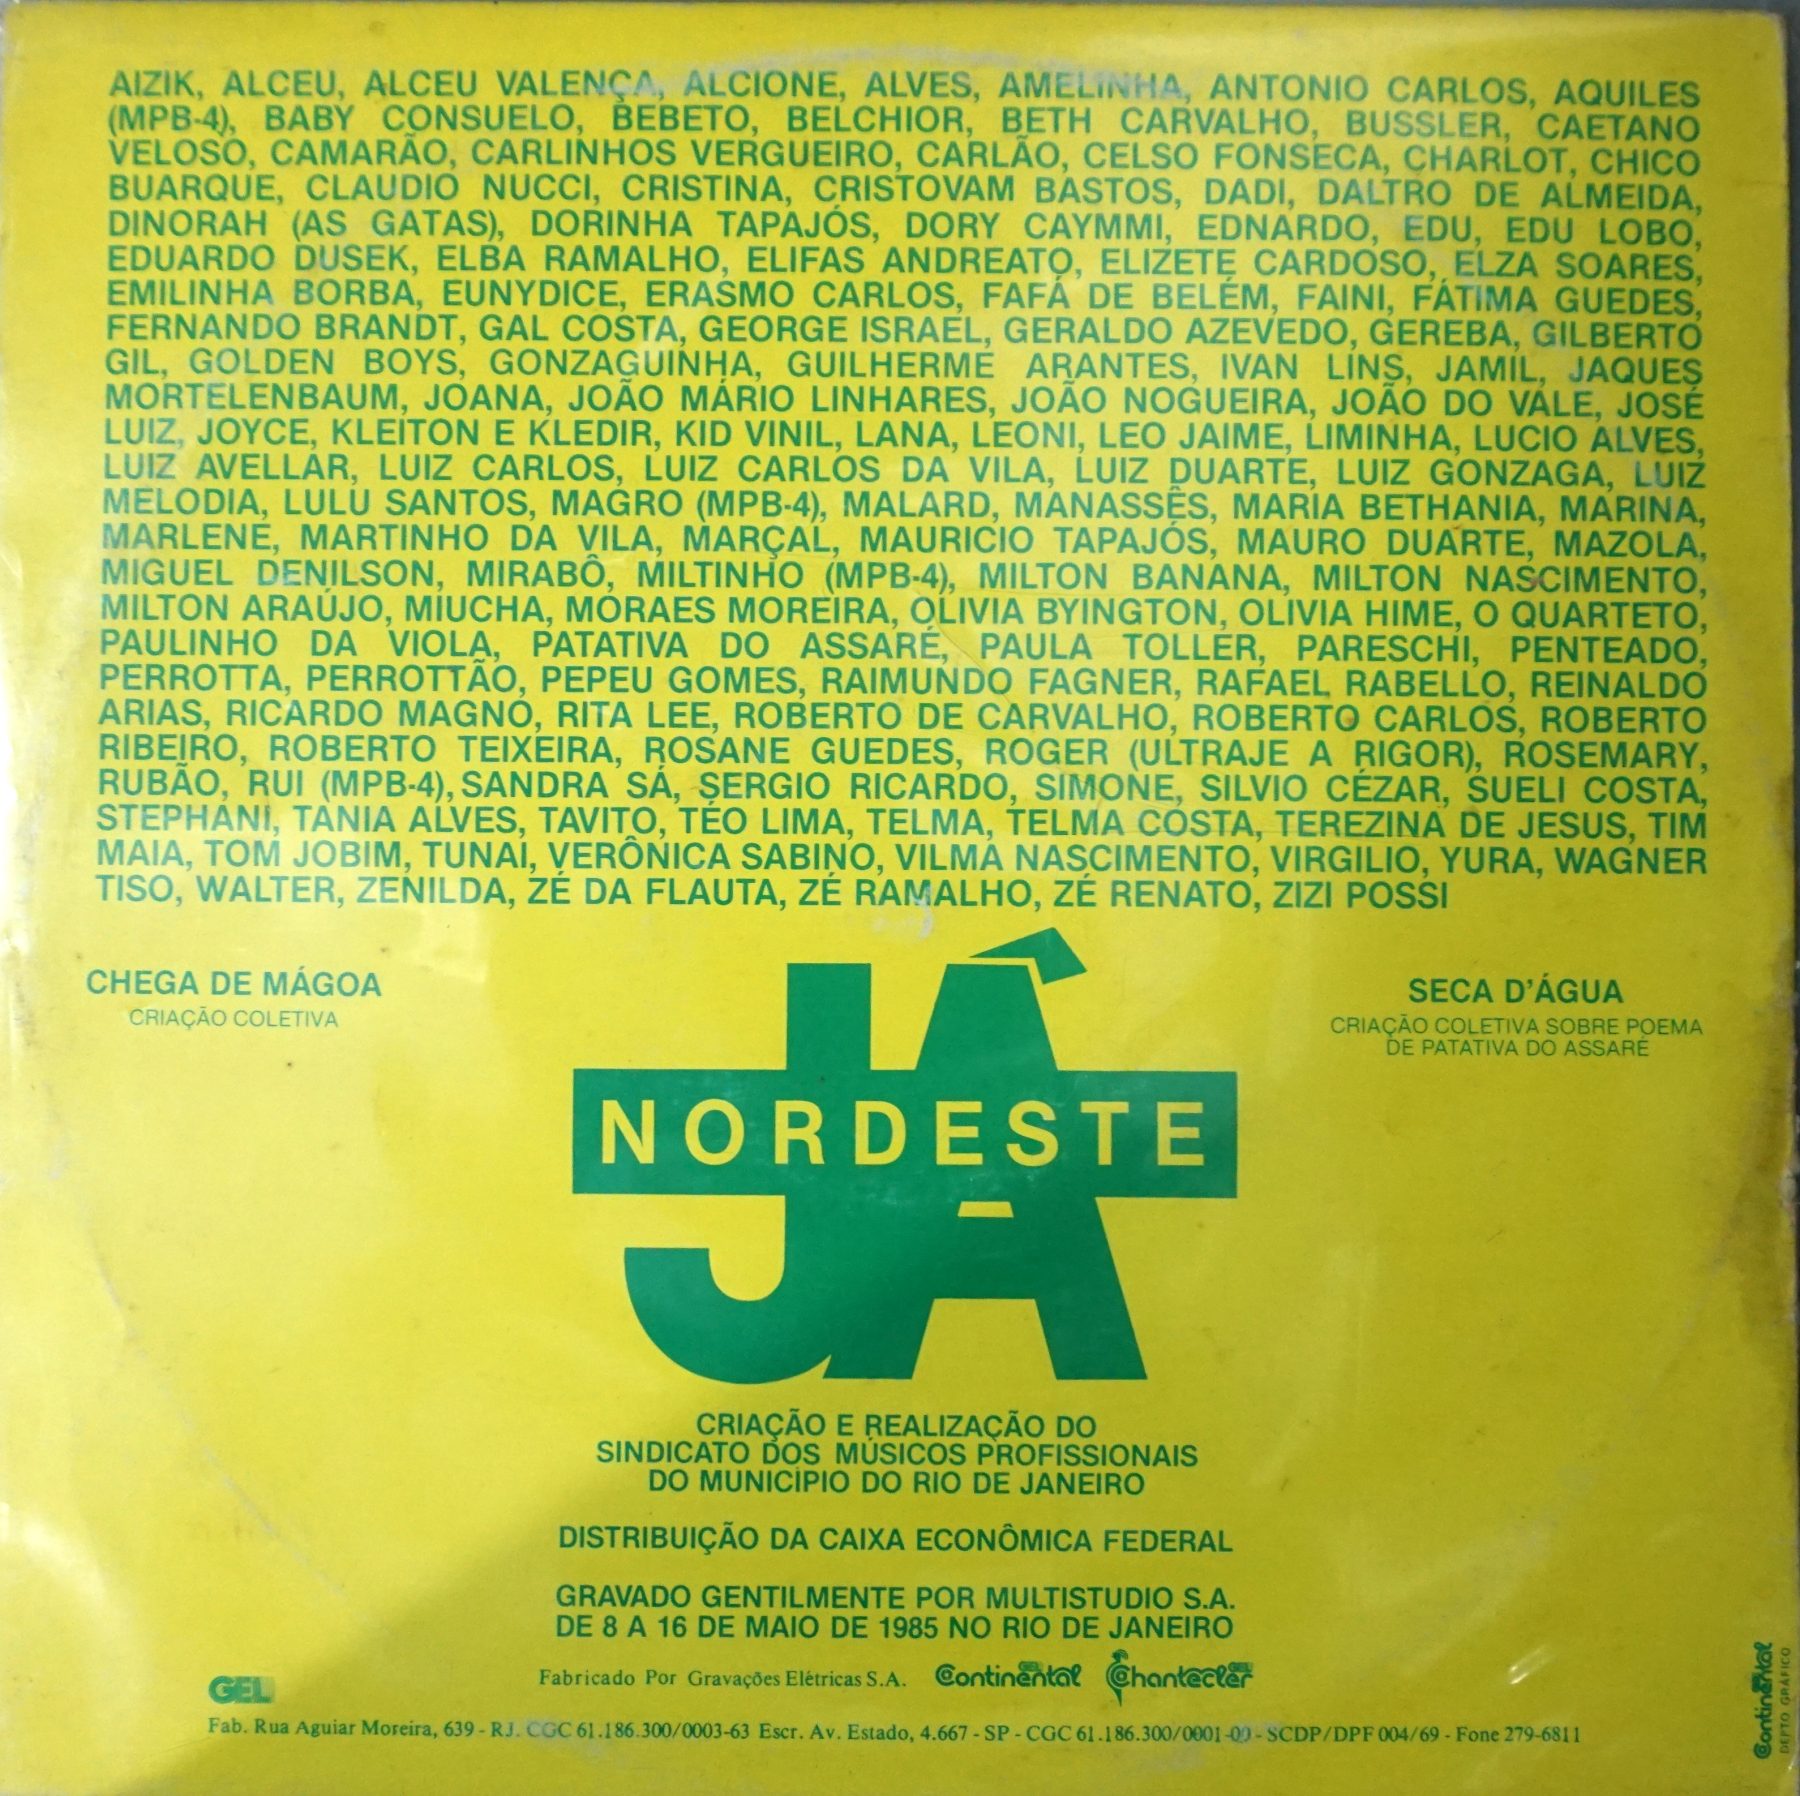 AIZIK, ALCEU, ALCEU VALENÇA, ALCIONE, ALVES, AMELINHA, ANTONIO CARLOS, AQUILES
(MPB-4), BABY CONSUELO, BEBETO, BELCHIOR, BETH CARVALHO, BUSSLER, CAETANO
VELOSO, CAMARÃO, CARLINHOS VERGUEIRO, CARLÃO, CELSO FONSECA, CHARLOT, CHICO
BUARQUE, CLAUDIO NUCCI, CRISTINA, CRISTOVAM BASTOS, DADI, DALTRO DE ALMEIDA,
DINORAH (AS GATAS), DORINHA TAPAJÓS, DORY CAYMMI, EDNARDO, EDU, EDU LOBO,
EDUARDO DUSEK, ELBA RAMALHO, ELIFAS ANDREATO, ELIZETE CARDOSO, ELZA SOARES,
EMILINHA BORBA, EUNYDICE, ERASMO CARLOS, FAFÁ DE BELÉM, FAINI, FÁTIMA GUEDES,
FERNANDO BRANDT, GAL COSTA, GEORGE ISRAEL, GERALDO AZEVEDO, GEREBA, GILBERTO
GIL, GOLDEN BOYS, GONZAGUINHA, GUILHERME ARANTES, IVAN LINS, JAMIL, JAQUES
MORTELENBAUM, JOANA, JOÃO MÁRIO LINHARES, JOÃO NOGUEIRA, JOÃO DO VALE, JOSÉ
LUIZ, JOYCE, KLEITON E KLEDIR, KID VINIL, LANA, LEONI, LEO JAIME, LIMINHA, LUCIO ALVES,
LUIZ AVELLAR, LUIZ CARLOS, LUIZ CARLOS DA VILA, LUIZ DUARTE, LUIZ GONZAGA, LUIZ
MELODIA, LULU SANTOS, MAGRO (MPB-4), MALARD, MANASSÊS, MARIA BETHANIA, MARINA,
MARLENE, MARTINHO DA VILA, MARÇAL, MAURICIO TAPAJÓS, MAURO DUARTE, MAZOLA,
MIGUEL DENILSON, MIRABÔ, MILTINHO (MPB-4), MILTON BANANA, MILTON NASCIMENTO,
MILTON ARAÚJO, MIUCHA, MORAES MOREIRA, OLIVIA BYINGTON, OLIVIA HIME, O QUARTETO,
PAULINHO DA VIOLA, PATATIVA DO ASSARÉ, PAULA TOLLER, PARESCHI, PENTEADO,
PERROTTA, PERROTTÃO, PEPEU GOMES, RAIMUNDO FAGNER, RAFAEL RABELLO, REINALDO
ARIAS, RICARDO MAGNO, RITA LEE, ROBERTO DE CARVALHO, ROBERTO CARLOS, ROBERTO
RIBEIRO, ROBERTO TEIXEIRA, ROSANE GUEDES, ROGER (ULTRAJE A RIGOR), ROSEMARY,
RUBÃO, RUI (MPB-4), SANDRA SÁ, SERGIO RICARDO, SIMONE, SILVIO CÉZAR, SUELI COSTA,
STEPHANI, TANIA ALVES, TAVITO, TÉO LIMA, TELMA, TELMA COSTA, TEREZINA DE JESUS, TIM
MAIA, TOM JOBIM, TUNAI, VERÔNICA SABINO, VILMA NASCIMENTO, VIRGILIO, YURA, WAGNER
TISO, WALTER, ZENILDA, ZÉ DA FLAUTA, ZÉ RAMALHO, ZÉ RENATO, ZIZI POSSI
CHEGA DE MÁGOA
CRIAÇÃO COLETIVA
SECA D'ÁGUA
CRIAÇÃO COLETIVA SOBRE POEMA
DE PATATIVA DO ASSARÉ
JÁ
NORDESTE
CRIAÇÃO E REALIZAÇÃO DO
SINDICATO DOS MÚSICOS PROFISSIONAIS
DO MUNICÍPIO DO RIO DE JANEIRO
DISTRIBUIÇÃO DA CAIXA ECONÔMICA FEDERAL
GRAVADO GENTILMENTE POR MULTISTUDIO S.A.
DE 8 A 16 DE MAIO DE 1985 NO RIO DE JANEIRO
GEL Fabricado Por Gravações Elétricas S.A. Continental Chantecler
Fab. Rua Aguiar Moreira, 639 - RJ. CGC 61.186.300/0003-63 Escr. Av. Estado, 4.667 - SP - CGC 61.186.300/0001-00 - SCDP/DPF 004/69 - Fone 279-6811
Continental
DEPTO GRÁFICO